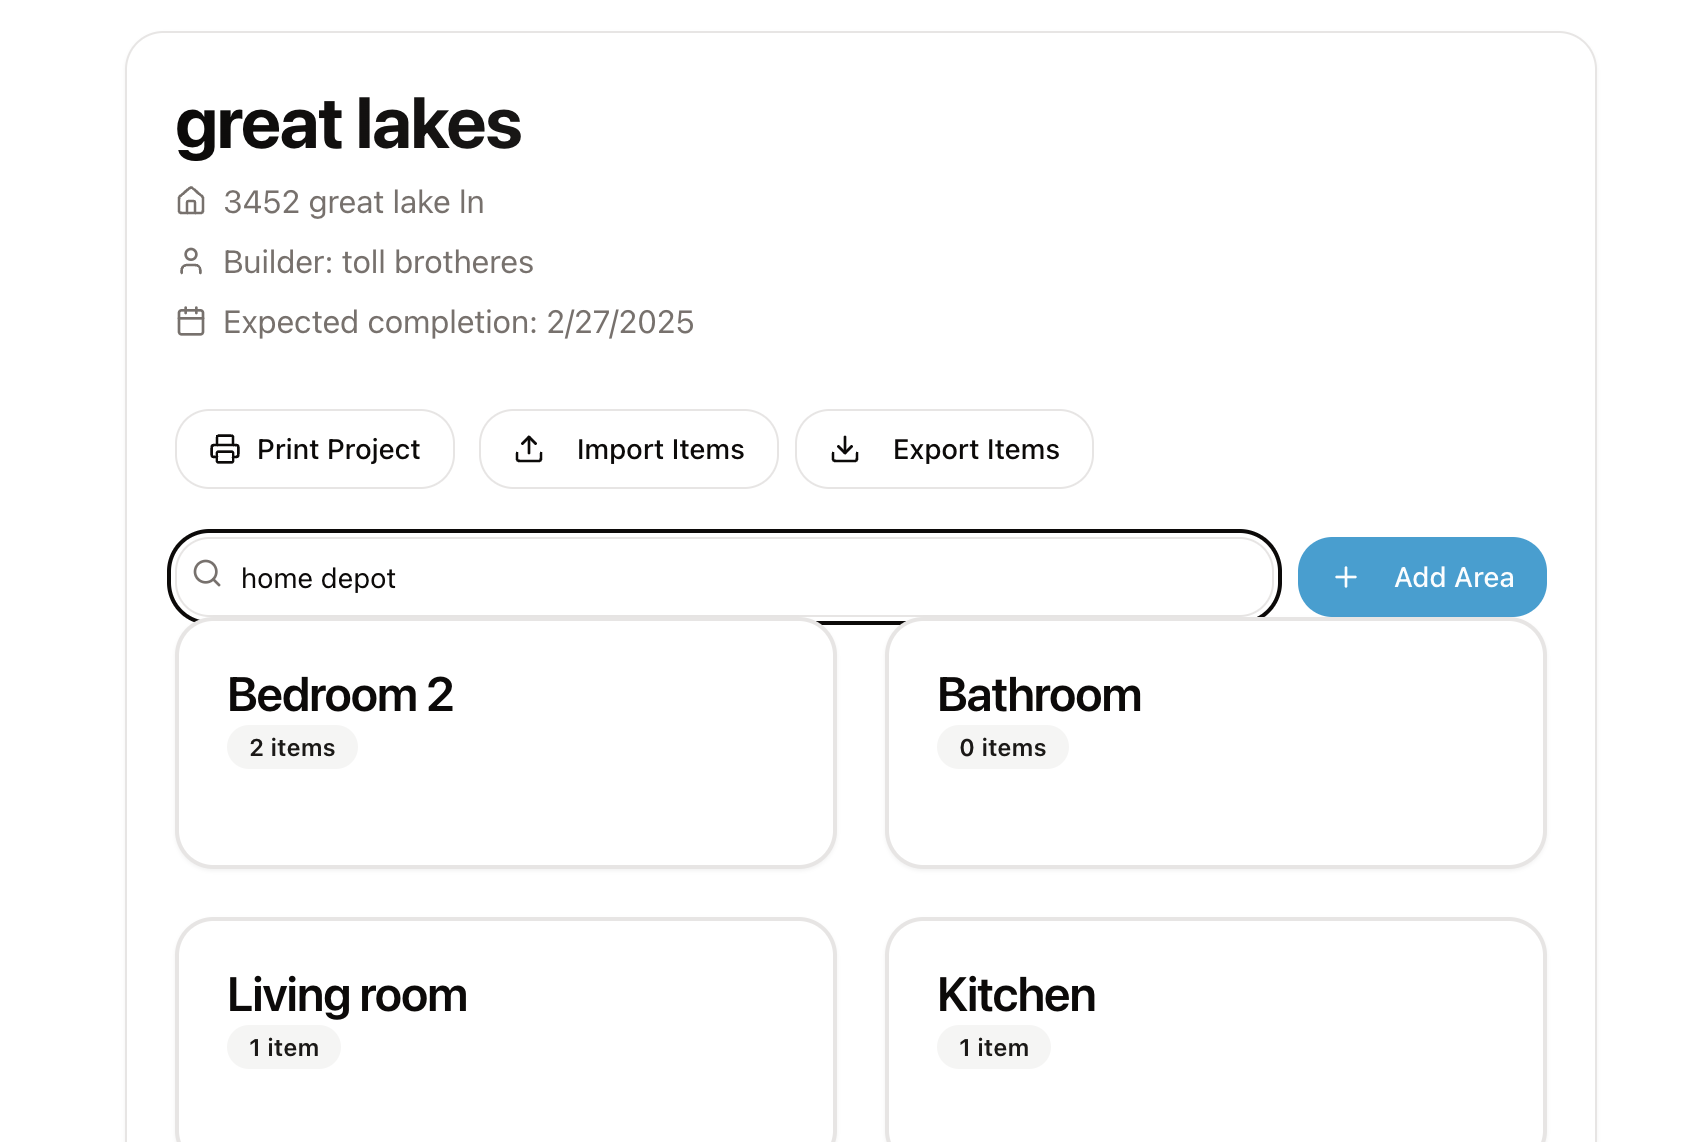 great lakes
3452 great lake ln
Builder: toll brotheres
Expected completion: 2/27/2025
Print Project
Import Items
Export Items
home depot
Add Area
Bedroom 2
2 items
Bathroom
0 items
Living room
1 item
Kitchen
1 item